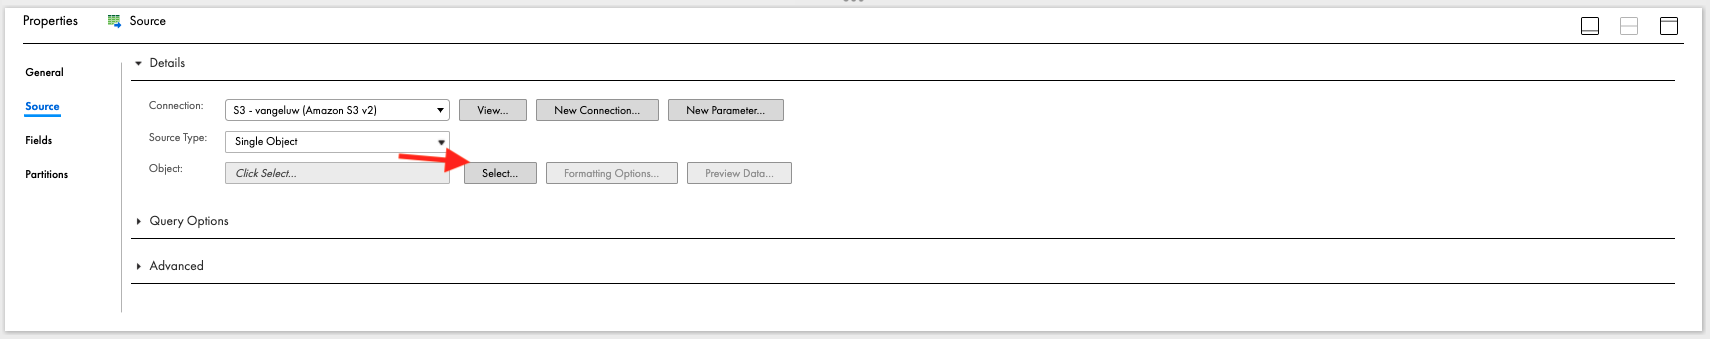 Properties Source
General
Source
Fields
Partitions
Details
Connection: S3 - vangeluw (Amazon S3 v2) View... New Connection... New Parameter...
Source Type: Single Object
Object: Click Select... Select... Formatting Options... Preview Data...
Query Options
Advanced